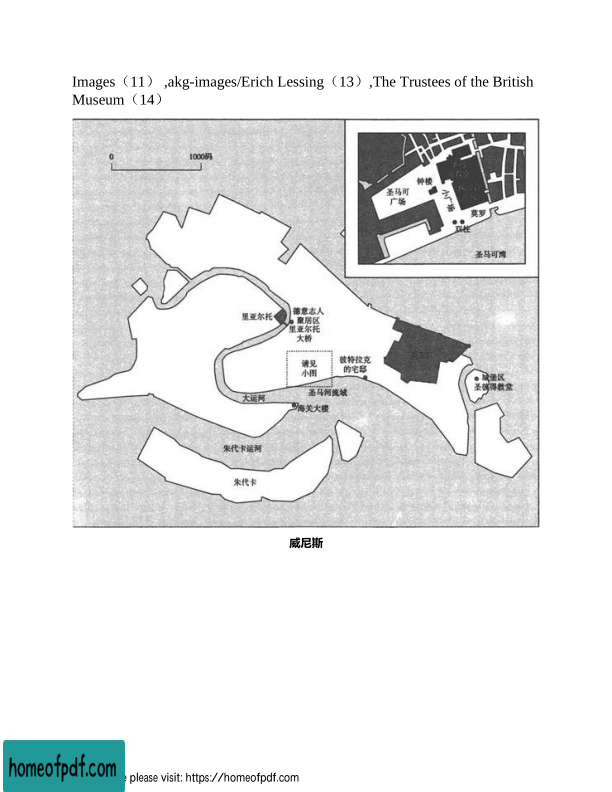 Images（11） ,akg-images/Erich Lessing（13）,The Trustees of the British
Museum（14）
0 1000码
钟楼
圣马可
广场
小广场
莫罗
双柱
圣马可湾
德意志人
聚居区
里亚尔托
里亚尔托
大桥
请见
小图
彼特拉克
的宅邸
城堡区
圣彼得教堂
大运河
圣马河流域
海关大楼
朱代卡运河
朱代卡
威尼斯
homeofpdf.com
please visit: https://homeofpdf.com